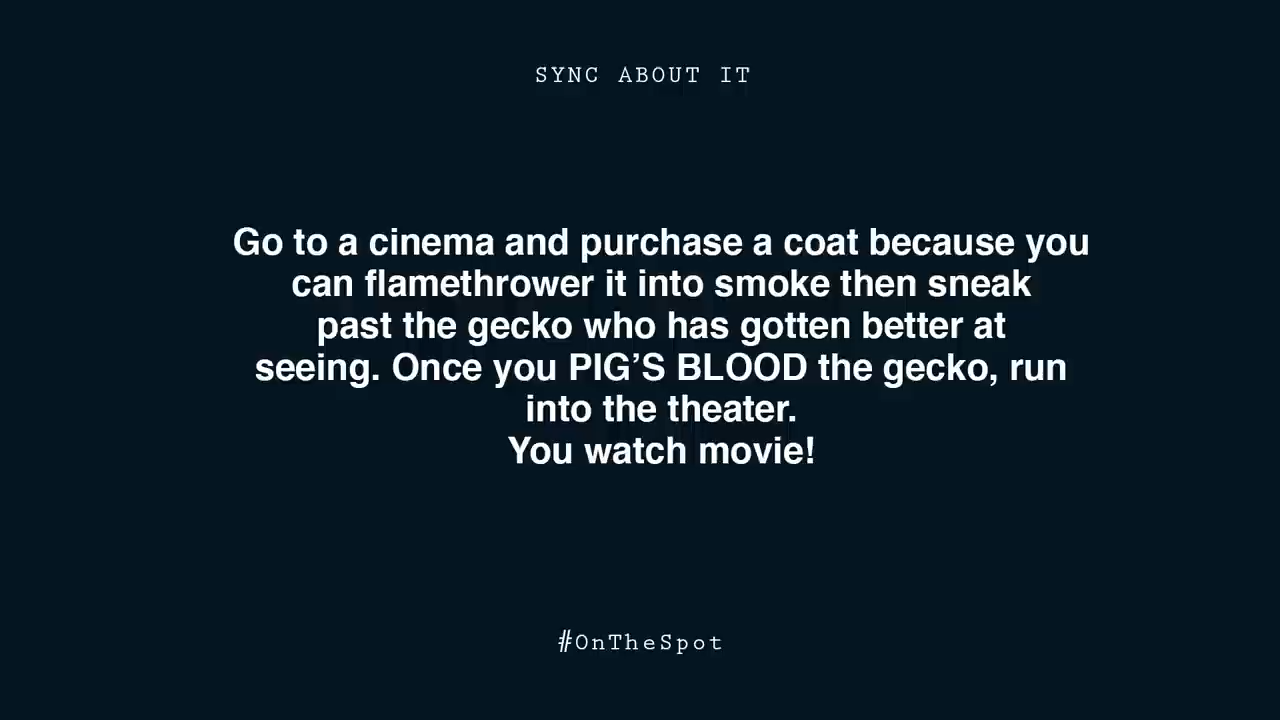 SYNC ABOUT IT
Go to a cinema and purchase a coat because you
can flamethrower it into smoke then sneak
past the gecko who has gotten better at
seeing. Once you PIG’S BLOOD the gecko, run
into the theater.
You watch movie!
#OnTheSpot